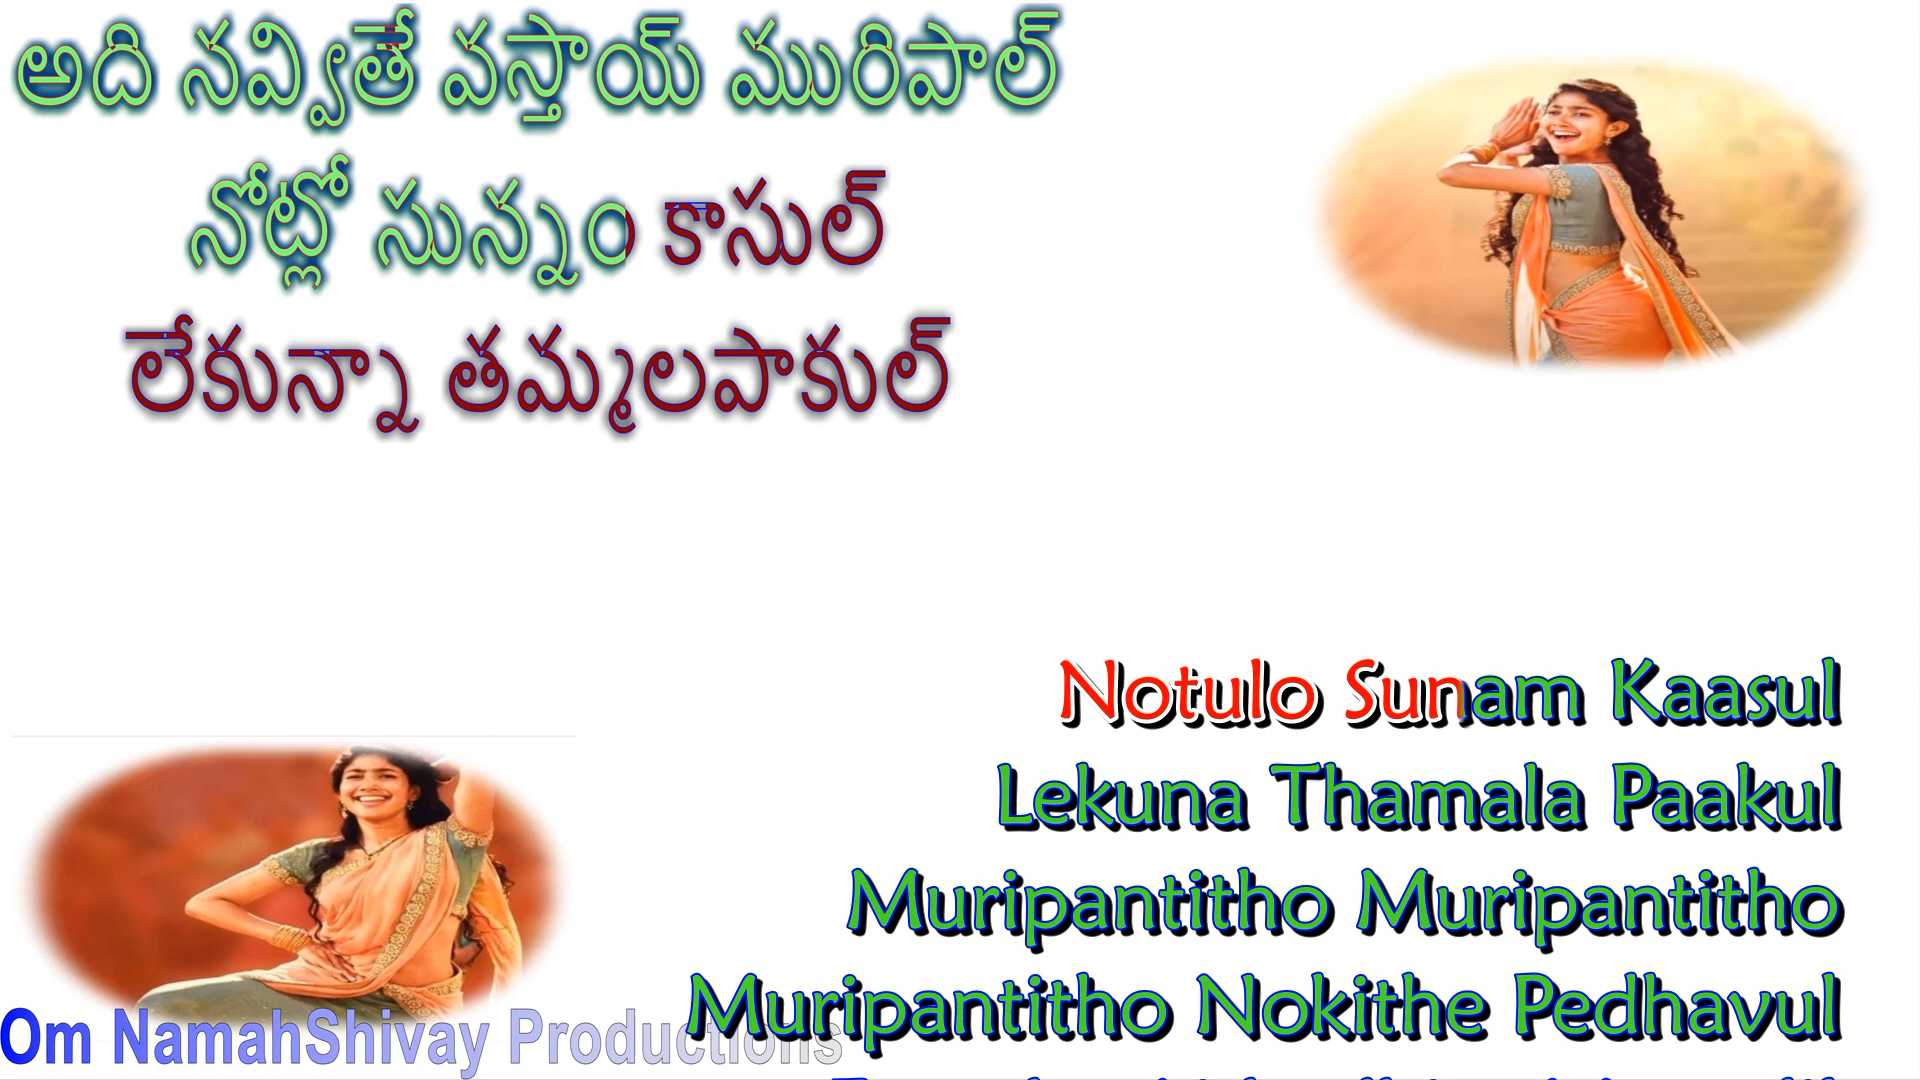 అది నవ్వితే వస్తాయ్ మురిపాల్
నోట్లో సున్నం కాసుల్
లేకున్నా తమ్మలపాకుల్
Notulo Sunam Kaasul
Lekuna Thamala Paakul
Muripantitho Muripantitho
Muripantitho Nokithe Pedhavul
Om NamahShivay Productions